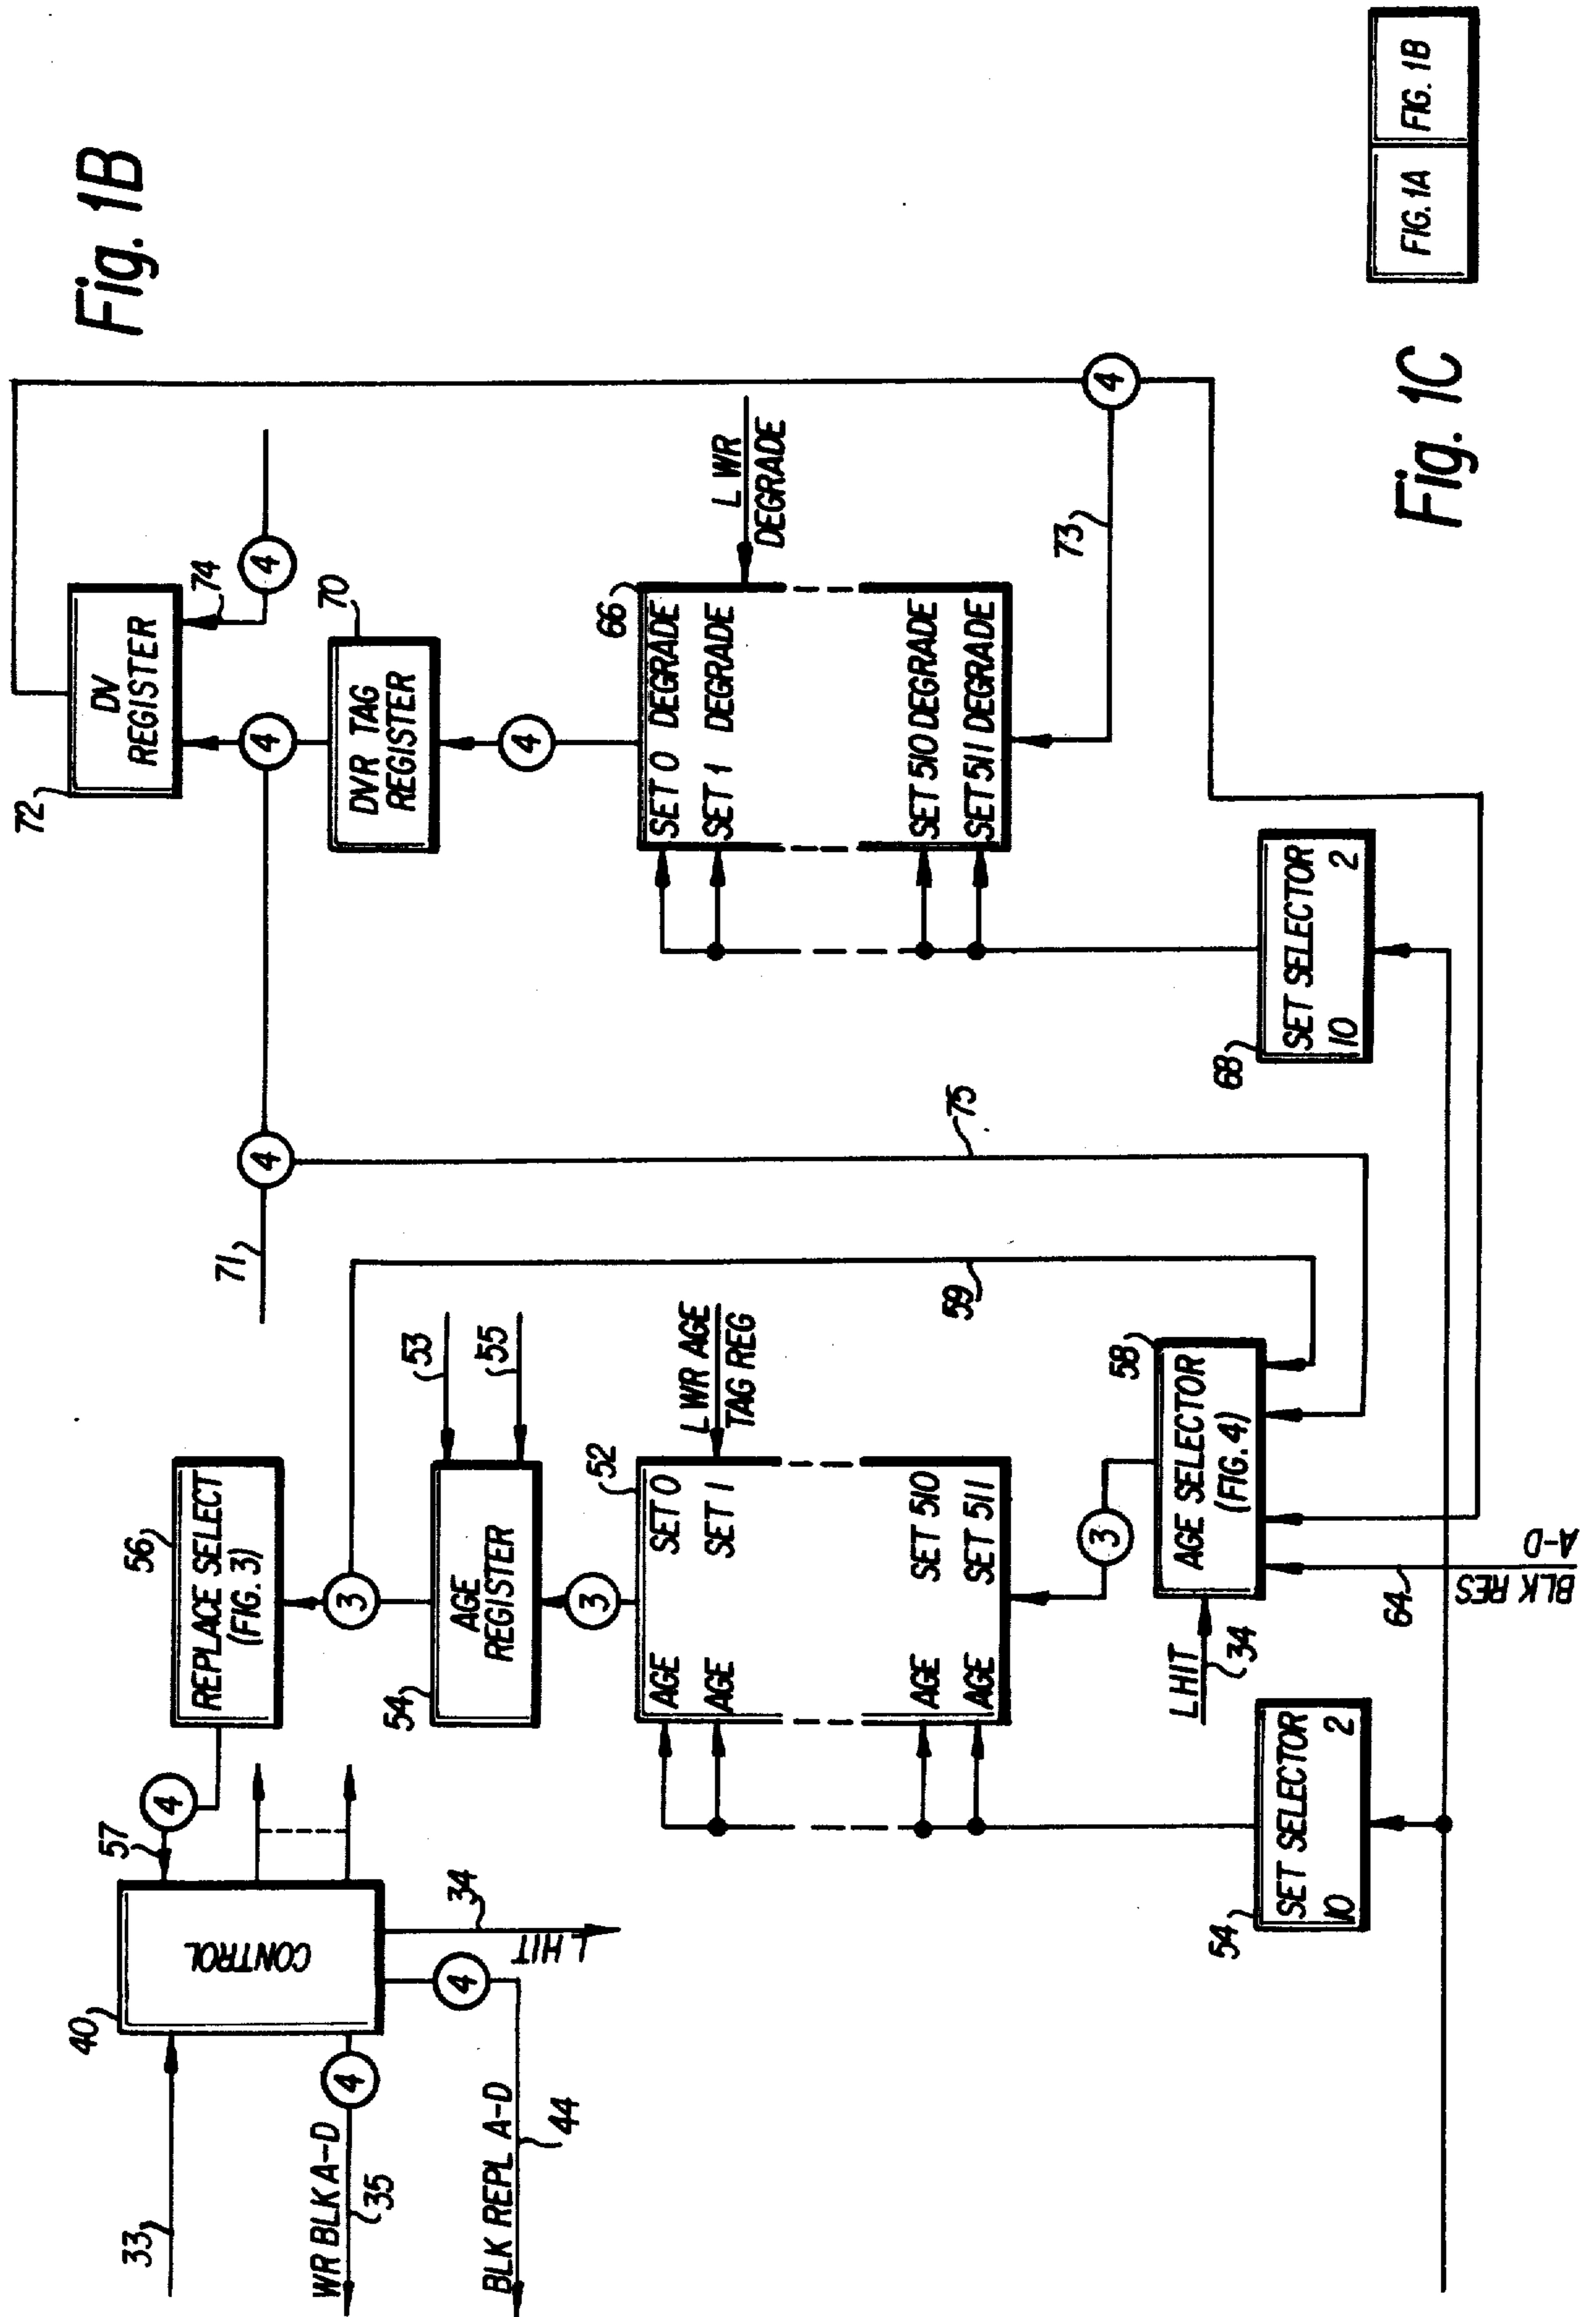 Fig. 1B
72
DV
REGISTER
74
4
4
70
DVR TAG
REGISTER
4
66
SET 0 DEGRADE
SET 1 DEGRADE
SET 510 DEGRADE
SET 511 DEGRADE
L WR
DEGRADE
73
4
68
SET SELECTOR
10 2
71
4
75
59
56
REPLACE SELECT
(FIG. 3)
3
53
55
54
AGE
REGISTER
3
52
AGE SET 0
AGE SET 1
AGE SET 510
AGE SET 511
L WR AGE
TAG REG
3
58
AGE SELECTOR
(FIG. 4)
L HIT
34
64
BLK RES
A-D
54
SET SELECTOR
10 2
57
4
40
CONTROL
33
34
L HIT
4
WR BLK A-D
35
4
BLK REPL A-D
44
Fig. 1C
FIG. 1A
FIG. 1B